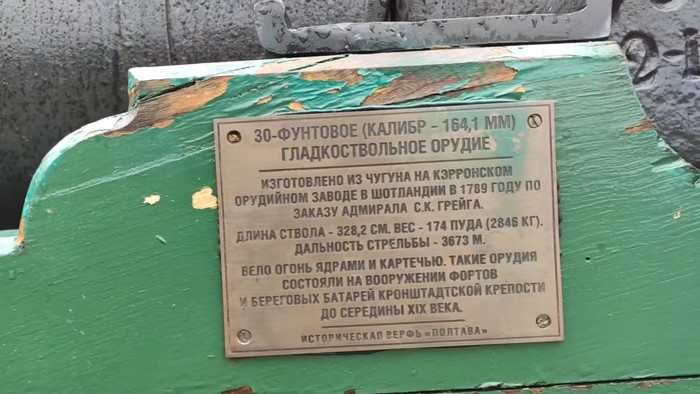 30-ФУНТОВОЕ (КАЛИБР - 164,1 ММ)
ГЛАДКОСТВОЛЬНОЕ ОРУДИЕ
ИЗГОТОВЛЕНО ИЗ ЧУГУНА НА КЭРРОНСКОМ
ОРУДИЙНОМ ЗАВОДЕ В ШОТЛАНДИИ В 1789 ГОДУ ПО
ЗАКАЗУ АДМИРАЛА С.К. ГРЕЙГА.
ДЛИНА СТВОЛА - 328,2 СМ. ВЕС - 174 ПУДА (2846 КГ).
ДАЛЬНОСТЬ СТРЕЛЬБЫ - 3673 М.
ВЕЛО ОГОНЬ ЯДРАМИ И КАРТЕЧЬЮ. ТАКИЕ ОРУДИЯ
СОСТОЯЛИ НА ВООРУЖЕНИИ ФОРТОВ
И БЕРЕГОВЫХ БАТАРЕЙ КРОНШТАДТСКОЙ КРЕПОСТИ
ДО СЕРЕДИНЫ XIX ВЕКА.
ИСТОРИЧЕСКАЯ ВЕРФЬ «ПОЛТАВА»